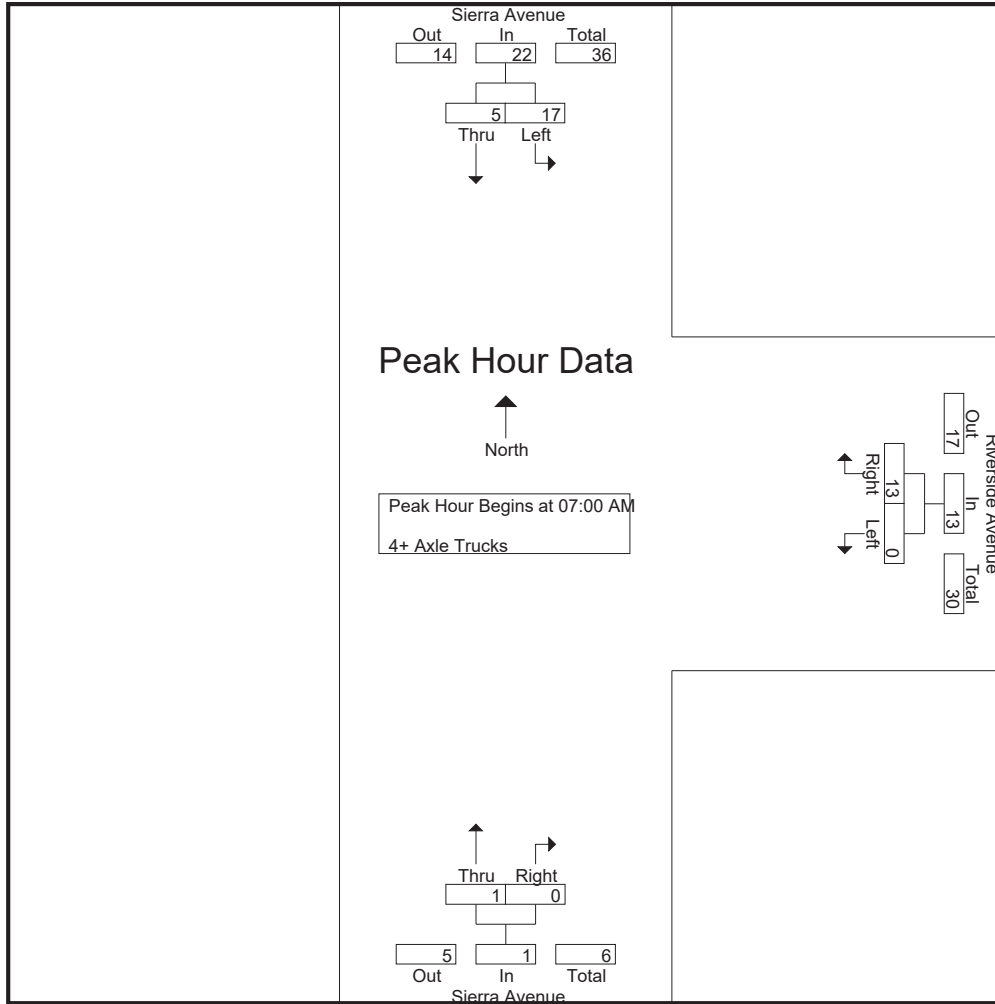 Sierra Avenue
Out In Total
14 22 36
5 17
Thru Left
Peak Hour Data
North
Peak Hour Begins at 07:00 AM
4+ Axle Trucks
Riverside Avenue
Out In Total
17 13 30
Right Left
13 0
Thru Right
1 0
5 1 6
Out In Total
Sierra Avenue